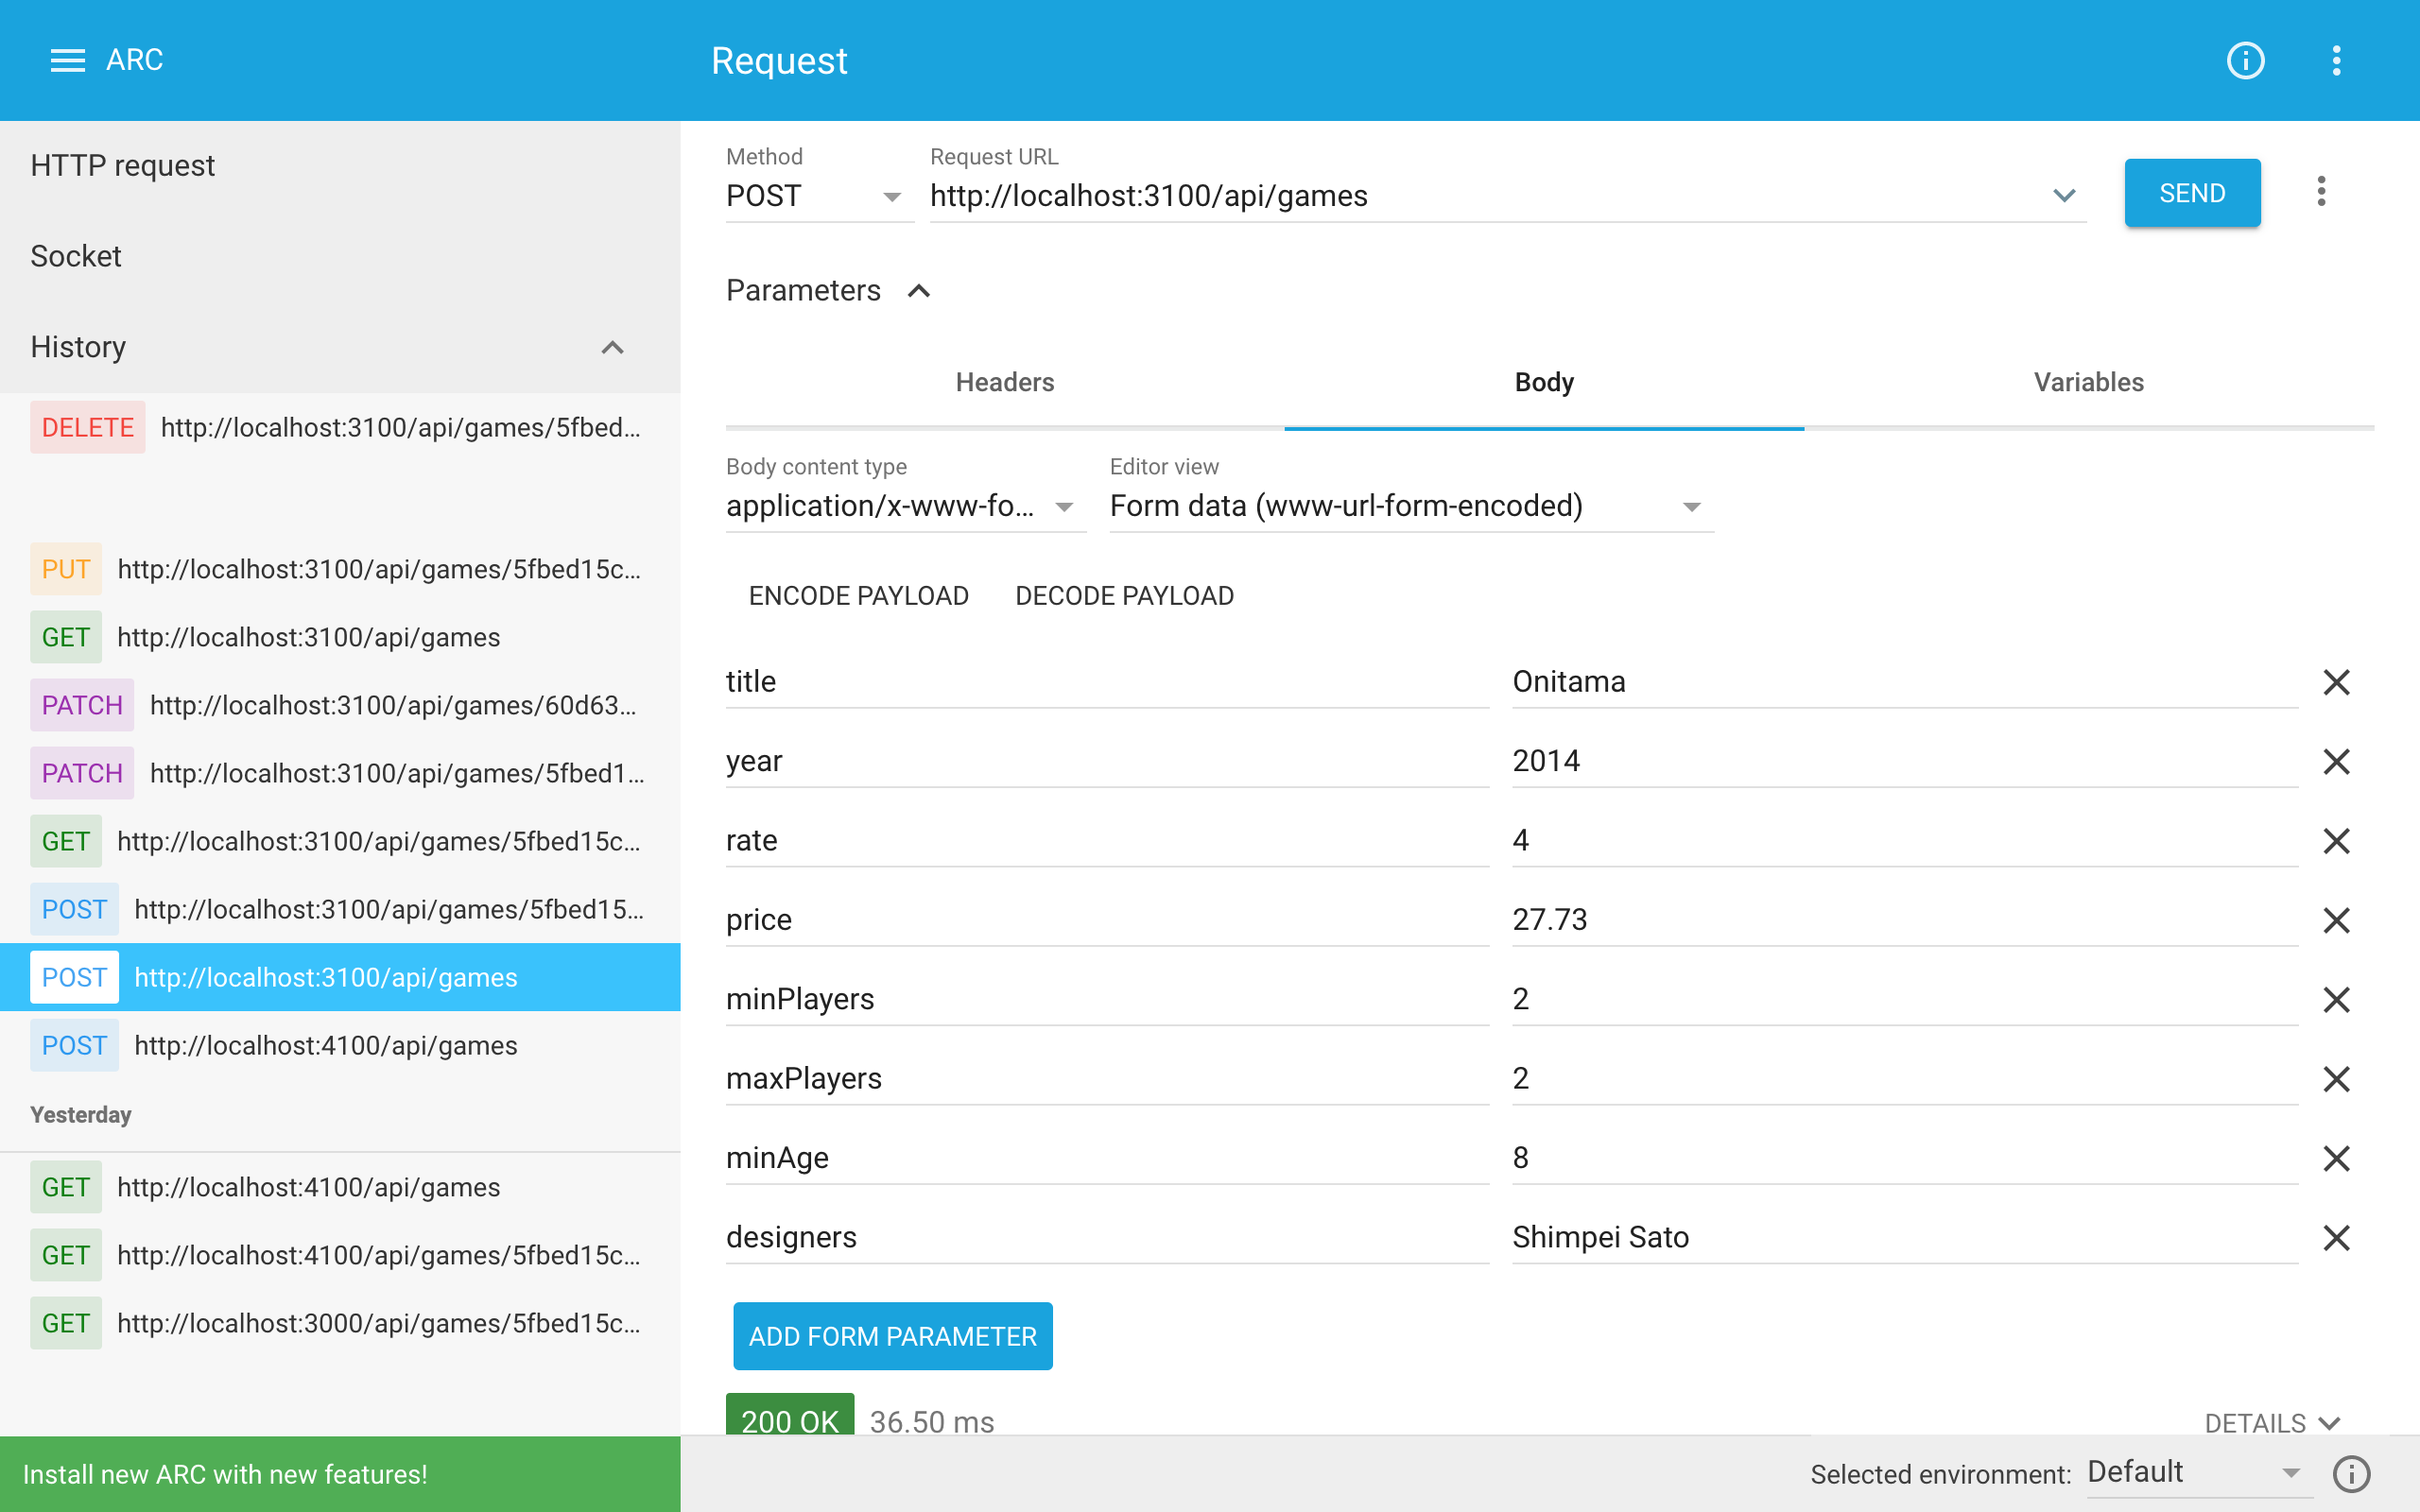 ARC
Request
HTTP request
Socket
History
DELETE http://localhost:3100/api/games/5fbed...
PUT http://localhost:3100/api/games/5fbed15c...
GET http://localhost:3100/api/games
PATCH http://localhost:3100/api/games/60d63...
PATCH http://localhost:3100/api/games/5fbed1...
GET http://localhost:3100/api/games/5fbed15c...
POST http://localhost:3100/api/games/5fbed15...
POST http://localhost:3100/api/games
POST http://localhost:4100/api/games
Yesterday
GET http://localhost:4100/api/games
GET http://localhost:4100/api/games/5fbed15c...
GET http://localhost:3000/api/games/5fbed15c...
Install new ARC with new features!
Method Request URL
POST http://localhost:3100/api/games SEND
Parameters
Headers Body Variables
Body content type Editor view
application/x-www-fo... Form data (www-url-form-encoded)
ENCODE PAYLOAD DECODE PAYLOAD
title Onitama
year 2014
rate 4
price 27.73
minPlayers 2
maxPlayers 2
minAge 8
designers Shimpei Sato
ADD FORM PARAMETER
200 OK 36.50 ms DETAILS
Selected environment: Default